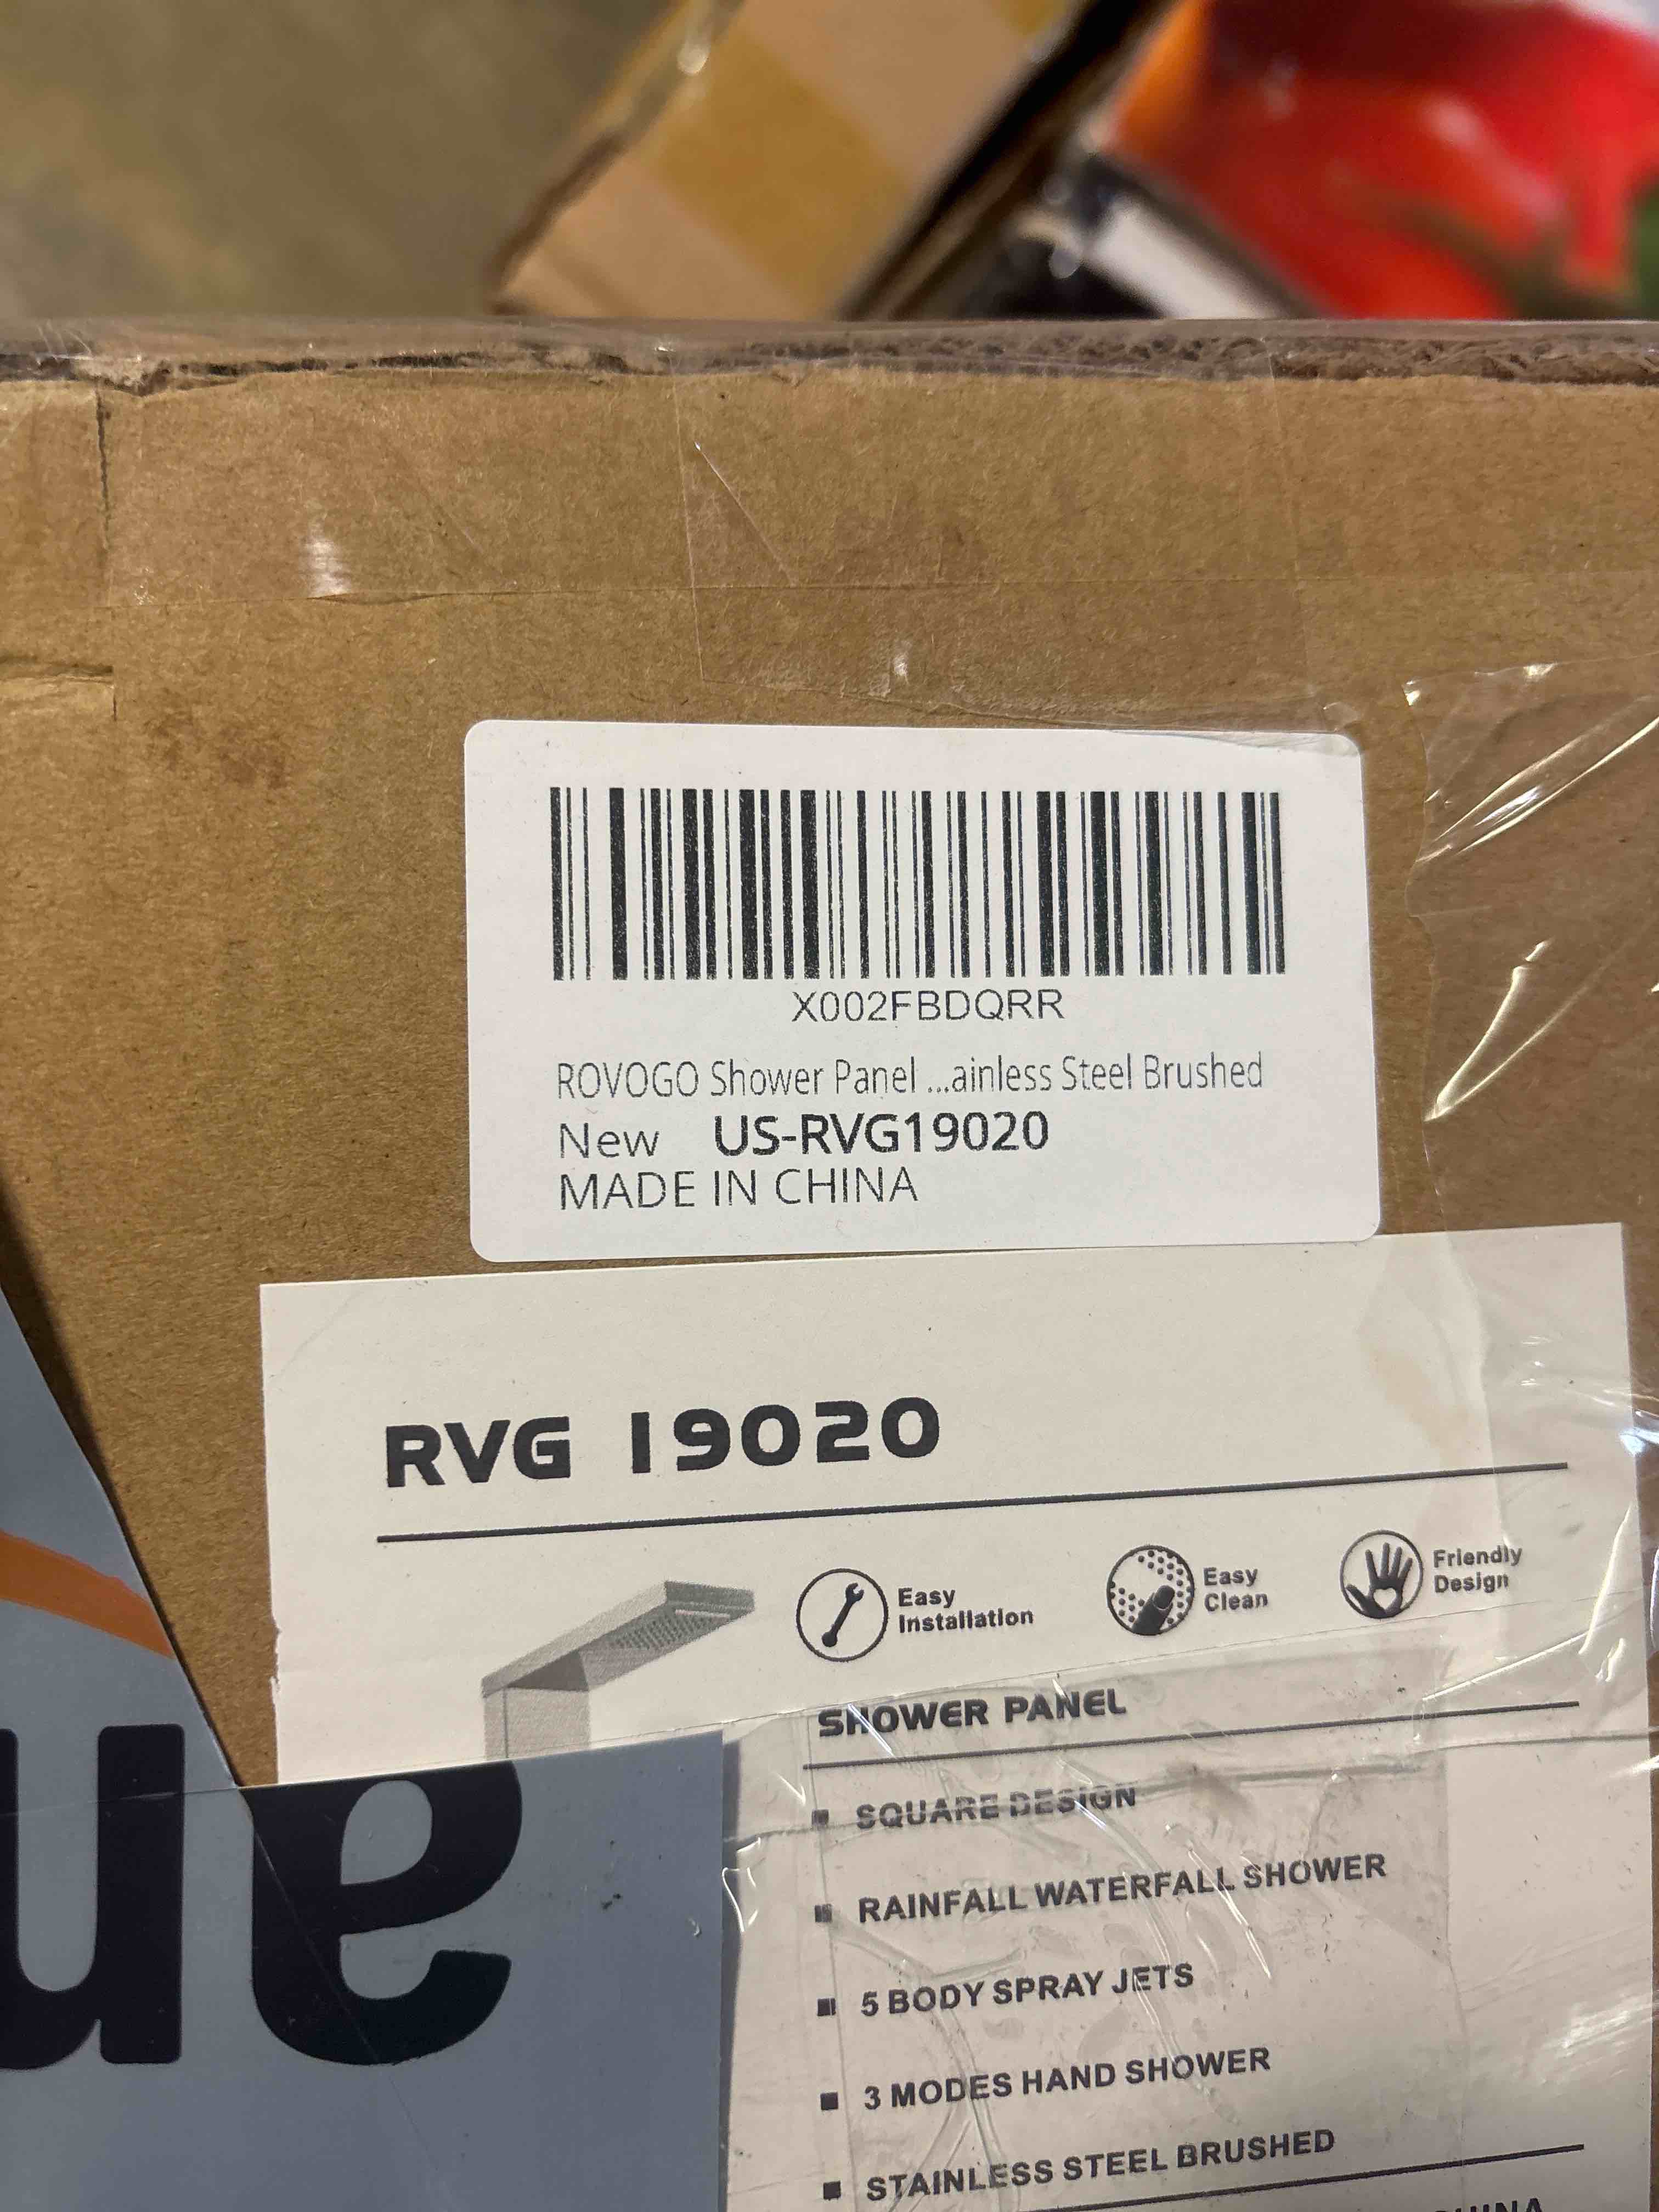 X002FBDQRR
ROVOGO Shower Panel ...ainless Steel Brushed
New US-RVG19020
MADE IN CHINA
RVG 19020
Easy
Installation
Easy
Clean
Friendly
Design
SHOWER PANEL
▪ SQUARE DESIGN
▪ RAINFALL WATERFALL SHOWER
▪ 5 BODY SPRAY JETS
▪ 3 MODES HAND SHOWER
▪ STAINLESS STEEL BRUSHED